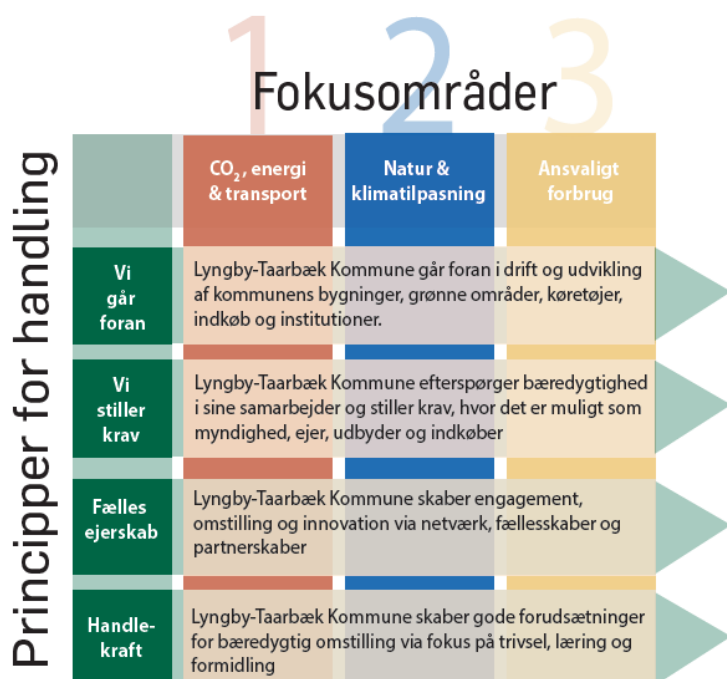 1 2 3
Fokusområder
Principper for handling
CO₂, energi
& transport
Natur &
klimatilpasning
Ansvaligt
forbrug
Vi
går
foran
Lyngby-Taarbæk Kommune går foran i drift og udvikling
af kommunens bygninger, grønne områder, køretøjer,
indkøb og institutioner.
Vi
stiller
krav
Lyngby-Taarbæk Kommune efterspørger bæredygtighed
i sine samarbejder og stiller krav, hvor det er muligt som
myndighed, ejer, udbyder og indkøber
Fælles
ejerskab
Lyngby-Taarbæk Kommune skaber engagement,
omstilling og innovation via netværk, fællesskaber og
partnerskaber
Handle-
kraft
Lyngby-Taarbæk Kommune skaber gode forudsætninger
for bæredygtig omstilling via fokus på trivsel, læring og
formidling